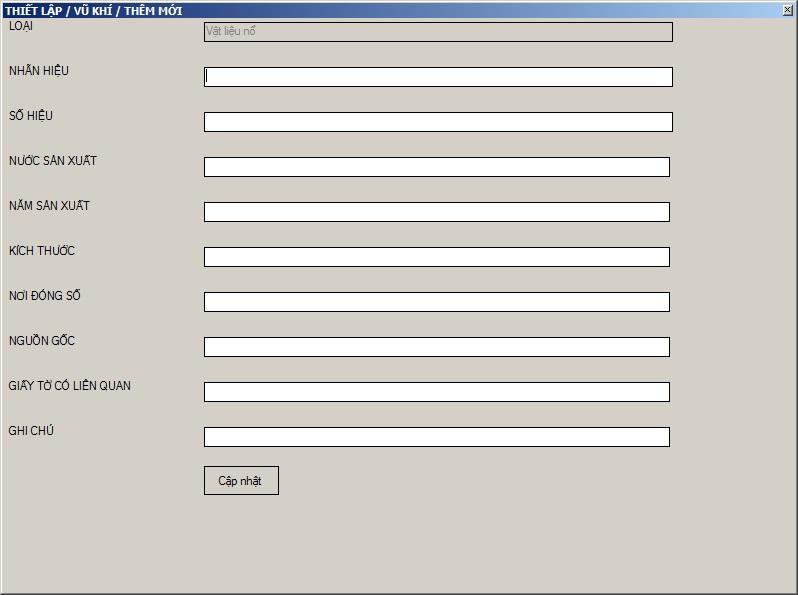 THIẾT LẬP / VŨ KHÍ / THÊM MỚI
LOẠI
Vật liệu nổ
NHÃN HIỆU
SỐ HIỆU
NƯỚC SẢN XUẤT
NĂM SẢN XUẤT
KÍCH THƯỚC
NƠI ĐÓNG SỐ
NGUỒN GỐC
GIẤY TỜ CÓ LIÊN QUAN
GHI CHÚ
Cập nhật